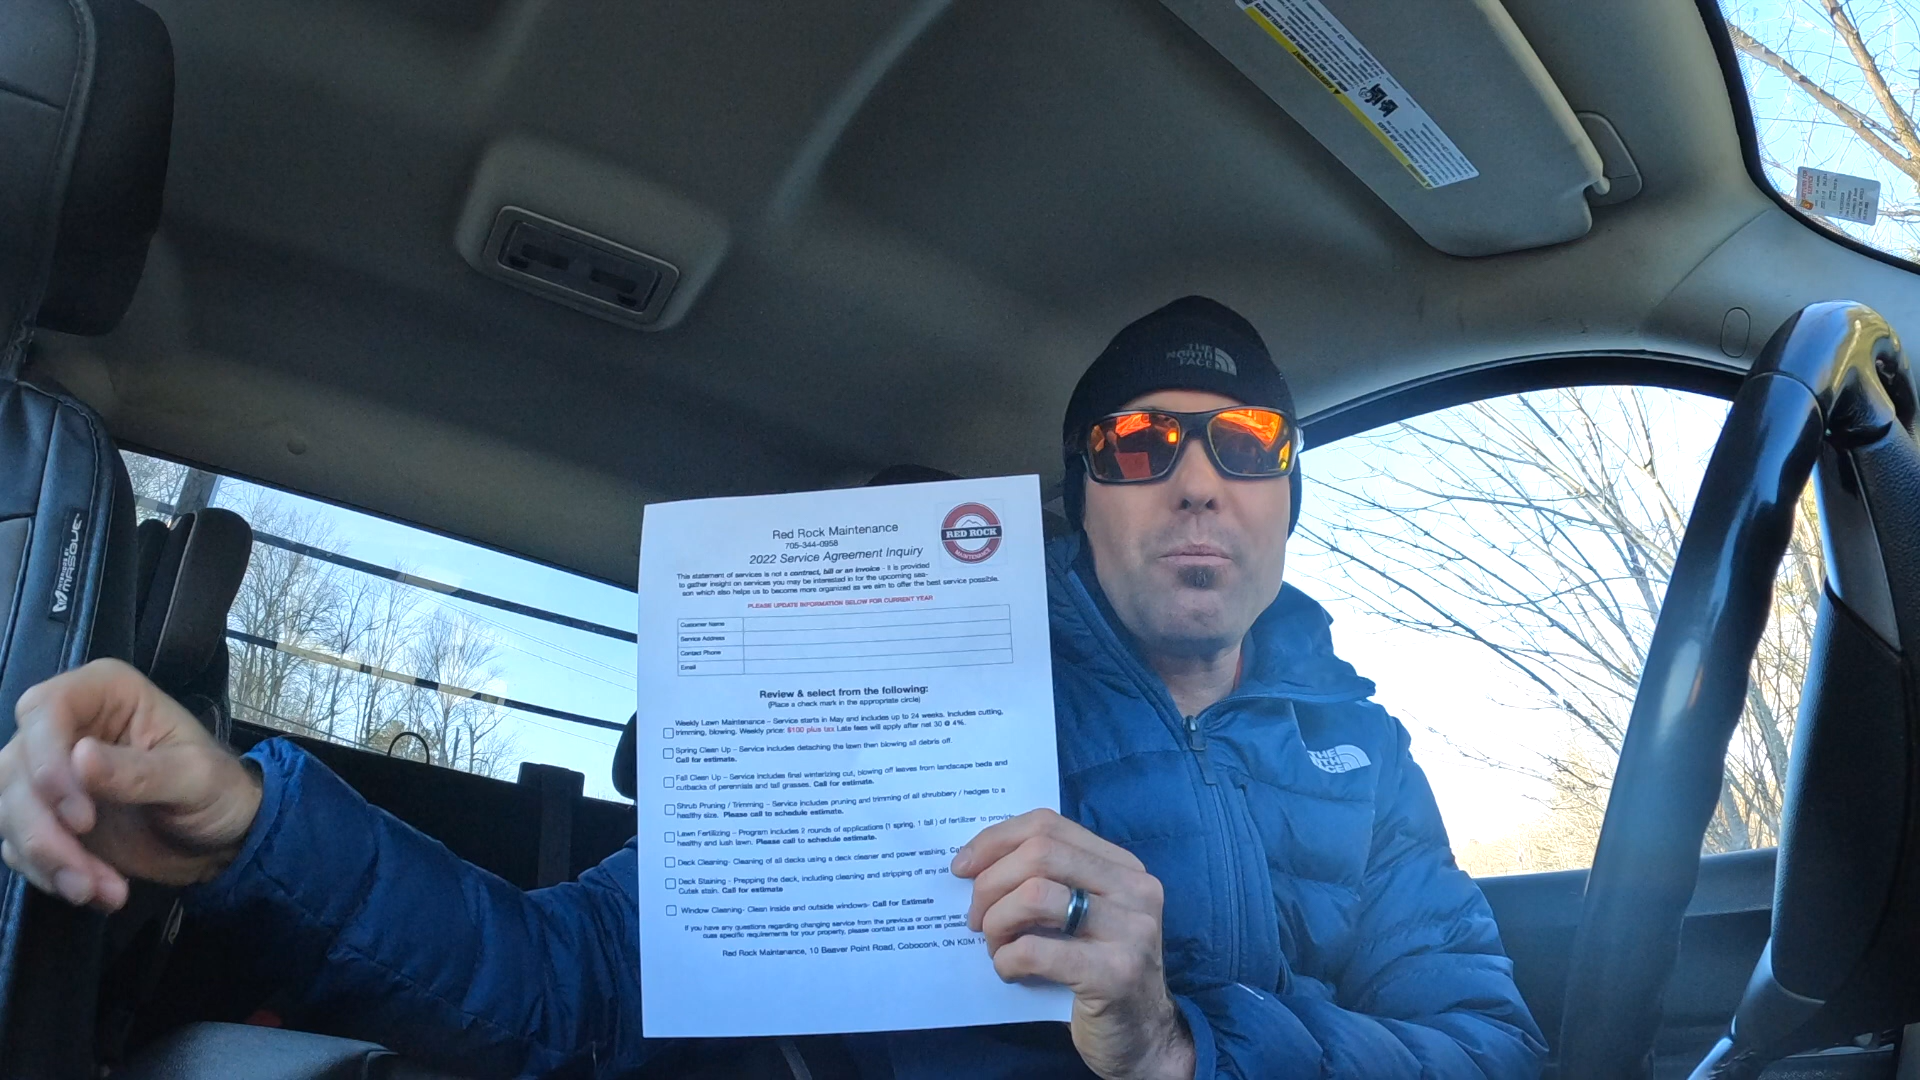 THE
NORTH
FACE
Red Rock Maintenance
705-344-0958
2022 Service Agreement Inquiry
RED ROCK
MAINTENANCE
This statement of services is not a contract, bill or an invoice - it is provided
to gather insight on services you may be interested in for the upcoming sea-
son which also helps us to become more organized as we aim to offer the best service possible.
PLEASE UPDATE INFORMATION BELOW FOR CURRENT YEAR
Customer Name
Service Address
Contact Phone
Email
Review & select from the following:
(Place a check mark in the appropriate circle)
Weekly Lawn Maintenance – Service starts in May and includes up to 24 weeks. Includes cutting,
trimming, blowing. Weekly price: $100 plus tax Late fees will apply after net 30 @ 4%.
Spring Clean Up – Service includes detaching the lawn then blowing all debris off.
Call for estimate.
Fall Clean Up – Service includes final winterizing cut, blowing off leaves from landscape beds and
cutbacks of perennials and tall grasses. Call for estimate.
Shrub Pruning / Trimming – Service includes pruning and trimming of all shrubbery / hedges to a
healthy size. Please call to schedule estimate.
Lawn Fertilizing – Program includes 2 rounds of applications (1 spring, 1 fall ) of fertilizer to provide
healthy and lush lawn. Please call to schedule estimate.
Deck Cleaning- Cleaning of all decks using a deck cleaner and power washing.
Deck Staining - Prepping the deck, including cleaning and stripping off any old
Cutek stain. Call for estimate
Window Cleaning- Clean inside and outside windows- Call for Estimate
If you have any questions regarding changing service from the previous or current year
cuss specific requirements for your property, please contact us as soon as
Red Rock Maintenance, 10 Beaver Point Road, Coboconk, ON K0M
THE
NORTH
FACE
MASQUE